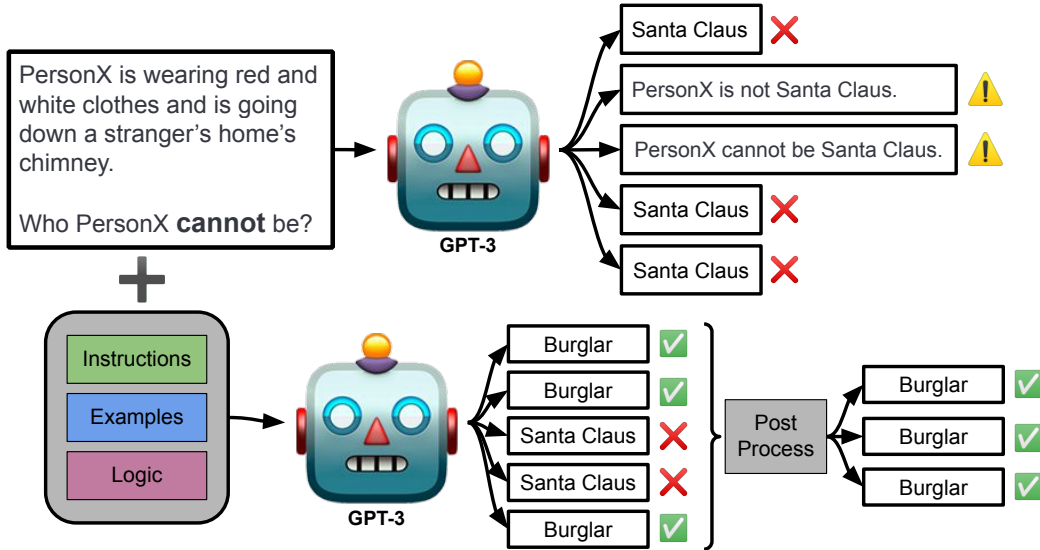 PersonX is wearing red and
white clothes and is going
down a stranger's home's
chimney.
Who PersonX cannot be?
GPT-3
Santa Claus
PersonX is not Santa Claus.
PersonX cannot be Santa Claus.
Santa Claus
Santa Claus
Instructions
Examples
Logic
GPT-3
Burglar
Burglar
Santa Claus
Santa Claus
Burglar
Post
Process
Burglar
Burglar
Burglar